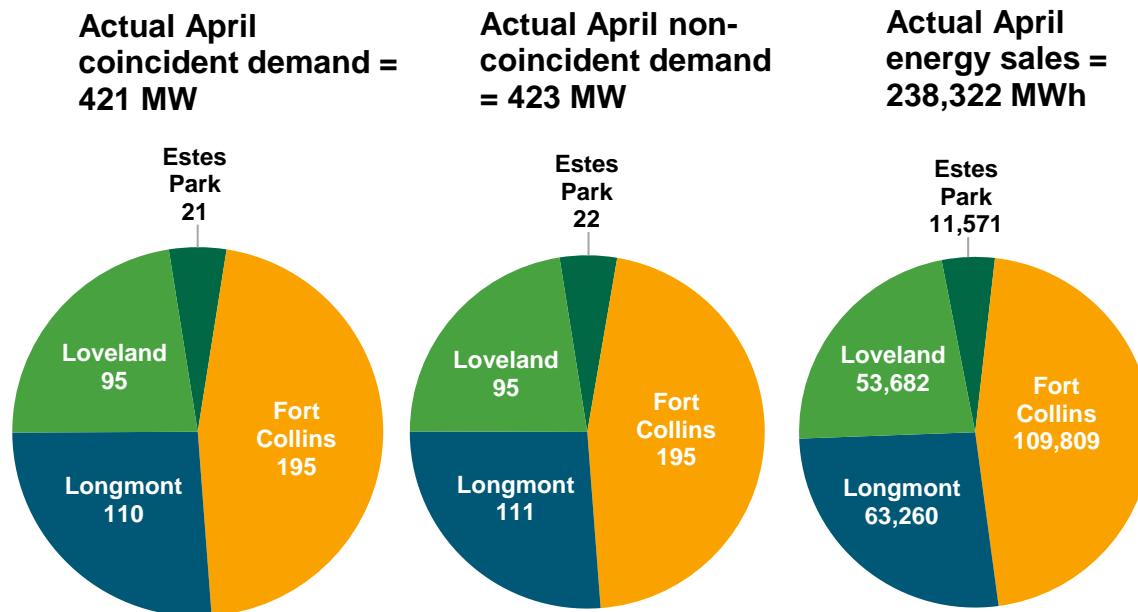 Actual April
coincident demand =
421 MW
Estes
Park
21
Loveland
95
Fort
Collins
195
Longmont
110
Actual April non-
coincident demand
= 423 MW
Estes
Park
22
Loveland
95
Fort
Collins
195
Longmont
111
Actual April
energy sales =
238,322 MWh
Estes
Park
11,571
Loveland
53,682
Fort
Collins
109,809
Longmont
63,260